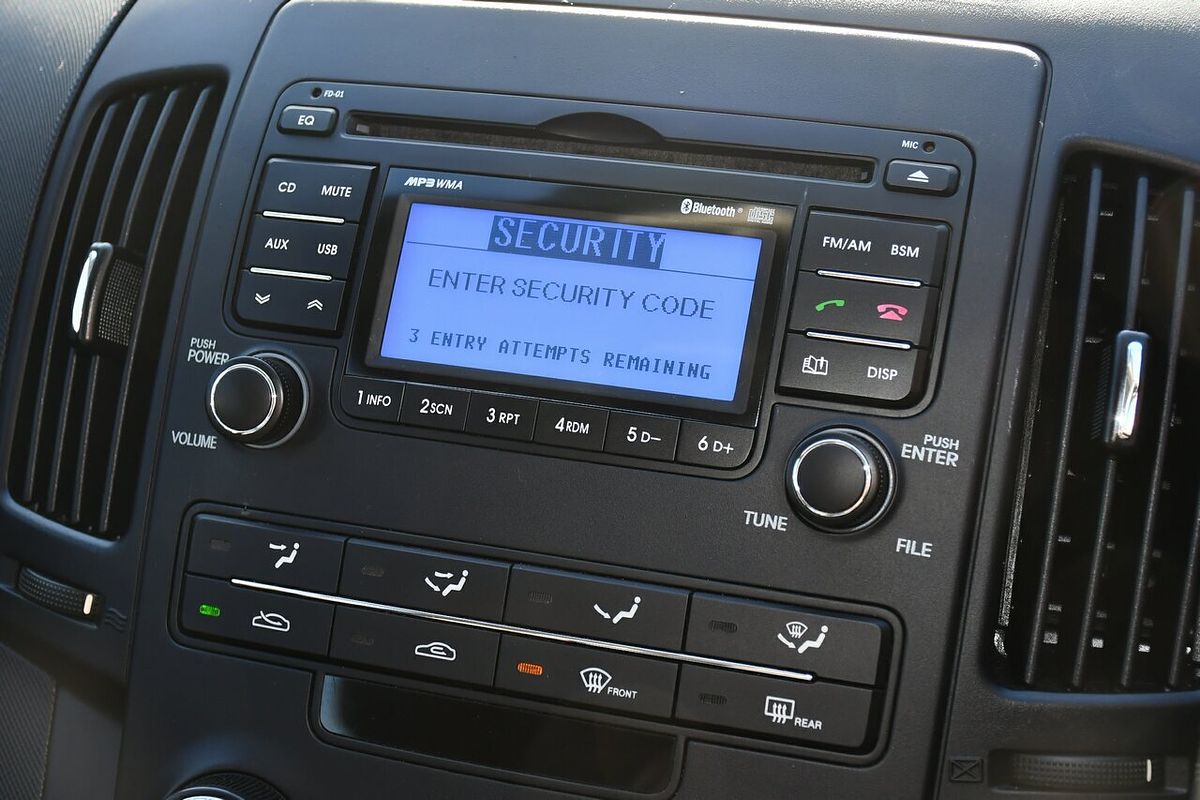 FD-01
EQ
MIC
CD MUTE
AUX USB
MP3 WMA
Bluetooth®
SECURITY
ENTER SECURITY CODE
3 ENTRY ATTEMPTS REMAINING
FM/AM BSM
DISP
PUSH
POWER
VOLUME
1 INFO 2 SCN 3 RPT 4 RDM 5 D− 6 D+
PUSH
ENTER
TUNE
FILE
FRONT
REAR